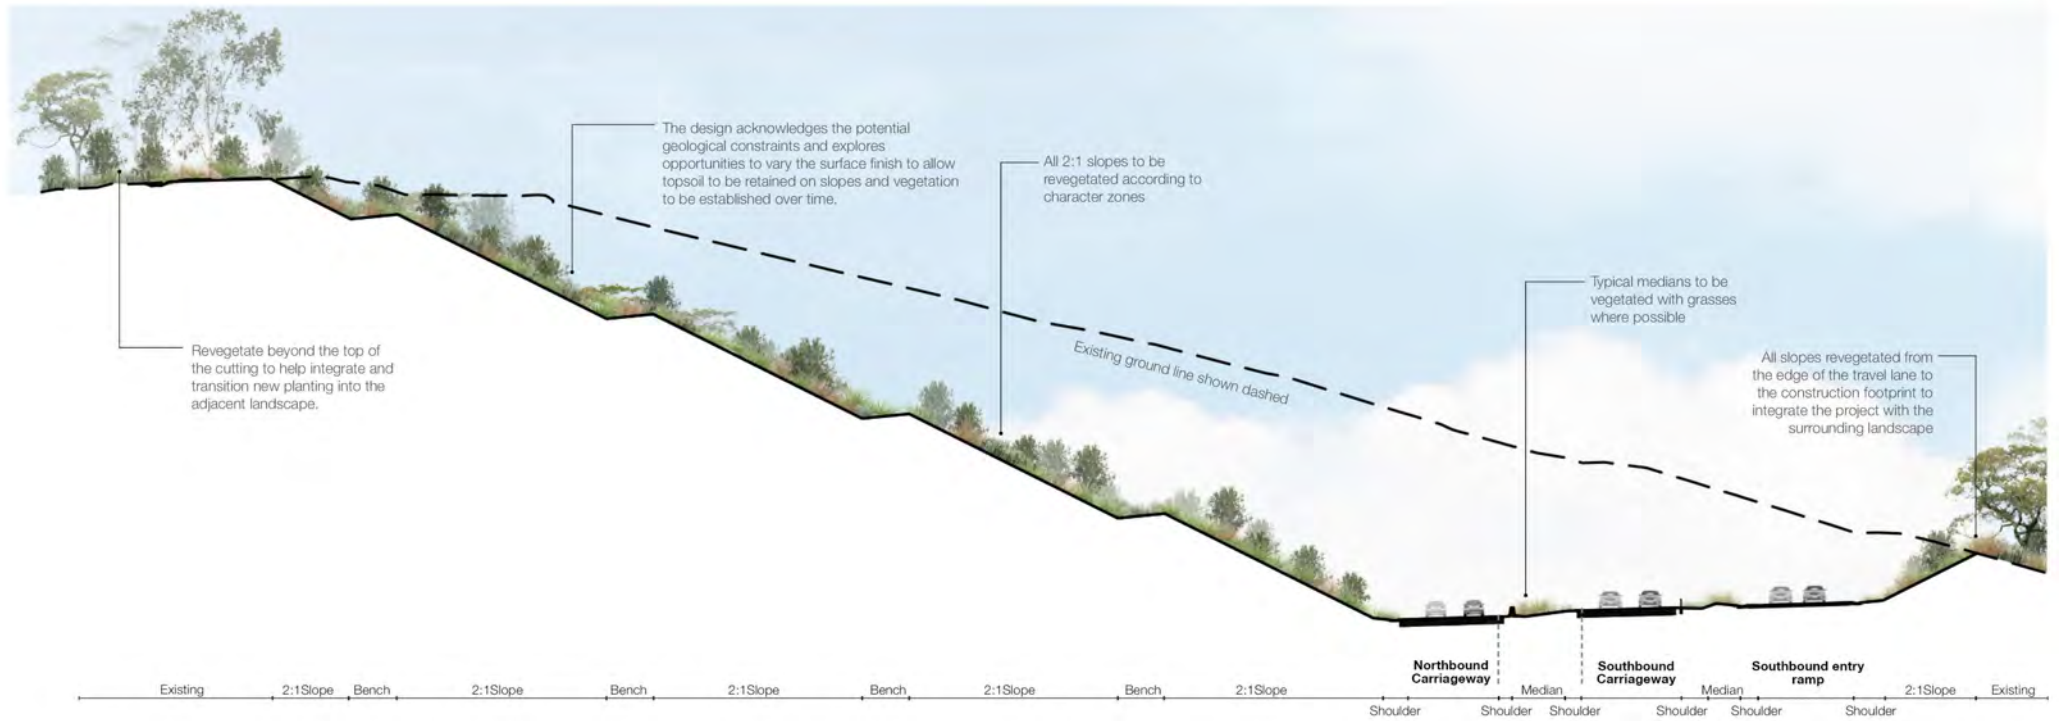 The design acknowledges the potential
geological constraints and explores
opportunities to vary the surface finish to allow
topsoil to be retained on slopes and vegetation
to be established over time.
All 2:1 slopes to be
revegetated according to
character zones
Typical medians to be
vegetated with grasses
where possible
Revegetate beyond the top of
the cutting to help integrate and
transition new planting into the
adjacent landscape.
Existing ground line shown dashed
All slopes revegetated from
the edge of the travel lane to
the construction footprint to
integrate the project with the
surrounding landscape
Northbound
Carriageway
Southbound
Carriageway
Southbound entry
ramp
Existing
2:1Slope
Bench
2:1Slope
Bench
2:1Slope
Bench
2:1Slope
Bench
2:1Slope
Shoulder
Shoulder
Median
Shoulder
Shoulder
Median
Shoulder
Shoulder
2:1Slope
Existing